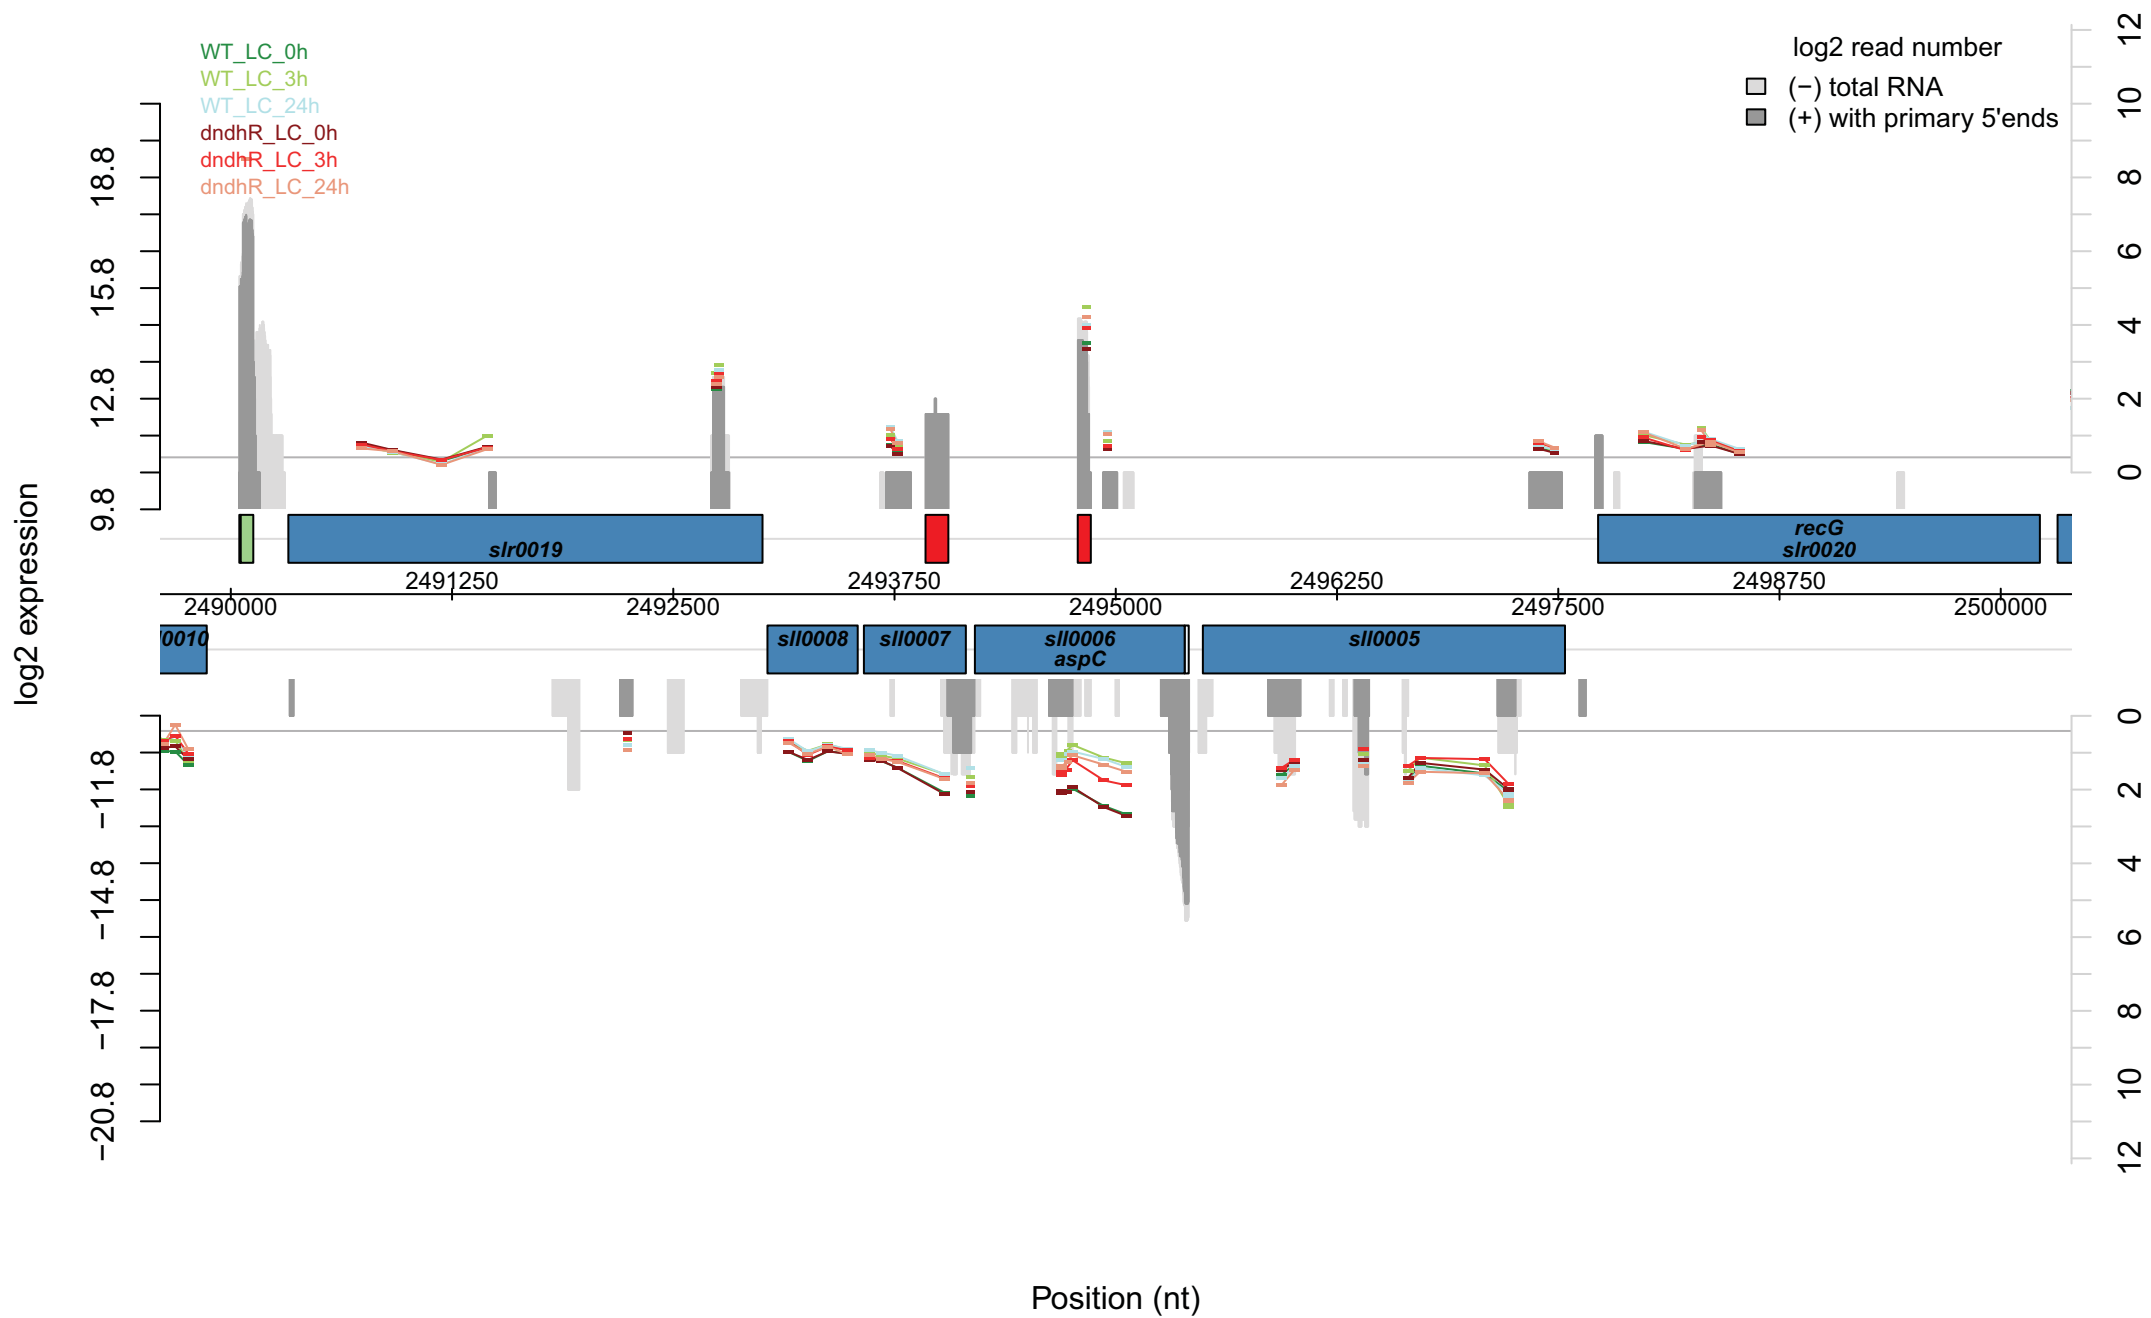 WT_LC_0h
WT_LC_3h
WT_LC_24h
dndhR_LC_0h
dndhR_LC_3h
dndhR_LC_24h
log2 read number
(−) total RNA
(+) with primary 5'ends
18.8
15.8
12.8
9.8
12
10
8
6
4
2
0
log2 expression
slr0019
recG
slr0020
2491250
2493750
2496250
2498750
2490000
2492500
2495000
2497500
2500000
0010
sll0008
sll0007
sll0006
aspC
sll0005
−11.8
−14.8
−17.8
−20.8
0
2
4
6
8
10
12
Position (nt)